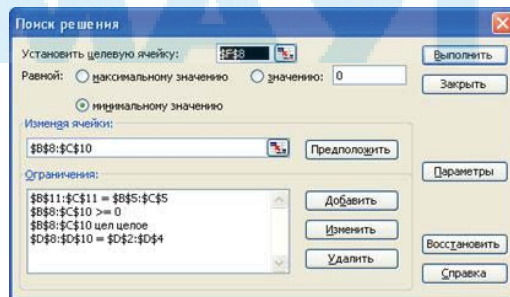 Поиск решения
Установить целевую ячейку: $F$8 Выполнить
Равной: максимальному значению значению: 0 Закрыть
минимальному значению
Изменяя ячейки:
$B$8:$C$10 Предположить
Ограничения: Параметры
$B$11:$C$11 = $B$5:$C$5 Добавить
$B$8:$C$10 >= 0
$B$8:$C$10 цел целое Изменить
$D$8:$D$10 = $D$2:$D$4 Восстановить
Удалить
Справка